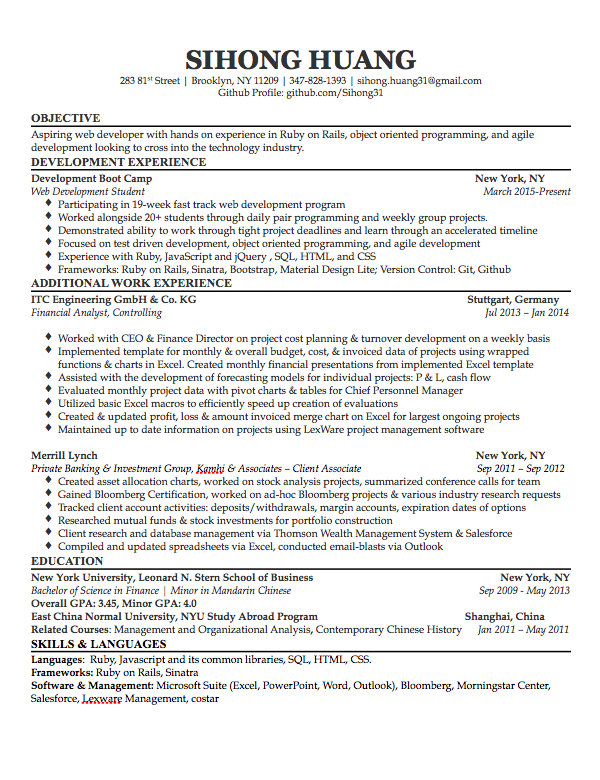 SIHONG HUANG
283 81st Street | Brooklyn, NY 11209 | 347-828-1393 | sihong.huang31@gmail.com
Github Profile: github.com/Sihong31
OBJECTIVE
Aspiring web developer with hands on experience in Ruby on Rails, object oriented programming, and agile
development looking to cross into the technology industry.
DEVELOPMENT EXPERIENCE
Development Boot Camp New York, NY
Web Development Student March 2015-Present
♦ Participating in 19-week fast track web development program
♦ Worked alongside 20+ students through daily pair programming and weekly group projects.
♦ Demonstrated ability to work through tight project deadlines and learn through an accelerated timeline
♦ Focused on test driven development, object oriented programming, and agile development
♦ Experience with Ruby, JavaScript and jQuery , SQL, HTML, and CSS
♦ Frameworks: Ruby on Rails, Sinatra, Bootstrap, Material Design Lite; Version Control: Git, Github
ADDITIONAL WORK EXPERIENCE
ITC Engineering GmbH & Co. KG Stuttgart, Germany
Financial Analyst, Controlling Jul 2013 – Jan 2014
♦ Worked with CEO & Finance Director on project cost planning & turnover development on a weekly basis
♦ Implemented template for monthly & overall budget, cost, & invoiced data of projects using wrapped
functions & charts in Excel. Created monthly financial presentations from implemented Excel template
♦ Assisted with the development of forecasting models for individual projects: P & L, cash flow
♦ Evaluated monthly project data with pivot charts & tables for Chief Personnel Manager
♦ Utilized basic Excel macros to efficiently speed up creation of evaluations
♦ Created & updated profit, loss & amount invoiced merge chart on Excel for largest ongoing projects
♦ Maintained up to date information on projects using LexWare project management software
Merrill Lynch New York, NY
Private Banking & Investment Group, Kamhi & Associates – Client Associate Sep 2011 – Sep 2012
♦ Created asset allocation charts, worked on stock analysis projects, summarized conference calls for team
♦ Gained Bloomberg Certification, worked on ad-hoc Bloomberg projects & various industry research requests
♦ Tracked client account activities: deposits/withdrawals, margin accounts, expiration dates of options
♦ Researched mutual funds & stock investments for portfolio construction
♦ Client research and database management via Thomson Wealth Management System & Salesforce
♦ Compiled and updated spreadsheets via Excel, conducted email-blasts via Outlook
EDUCATION
New York University, Leonard N. Stern School of Business New York, NY
Bachelor of Science in Finance | Minor in Mandarin Chinese Sep 2009 - May 2013
Overall GPA: 3.45, Minor GPA: 4.0
East China Normal University, NYU Study Abroad Program Shanghai, China
Related Courses: Management and Organizational Analysis, Contemporary Chinese History Jan 2011 – May 2011
SKILLS & LANGUAGES
Languages: Ruby, Javascript and its common libraries, SQL, HTML, CSS.
Frameworks: Ruby on Rails, Sinatra
Software & Management: Microsoft Suite (Excel, PowerPoint, Word, Outlook), Bloomberg, Morningstar Center,
Salesforce, Lexware Management, costar